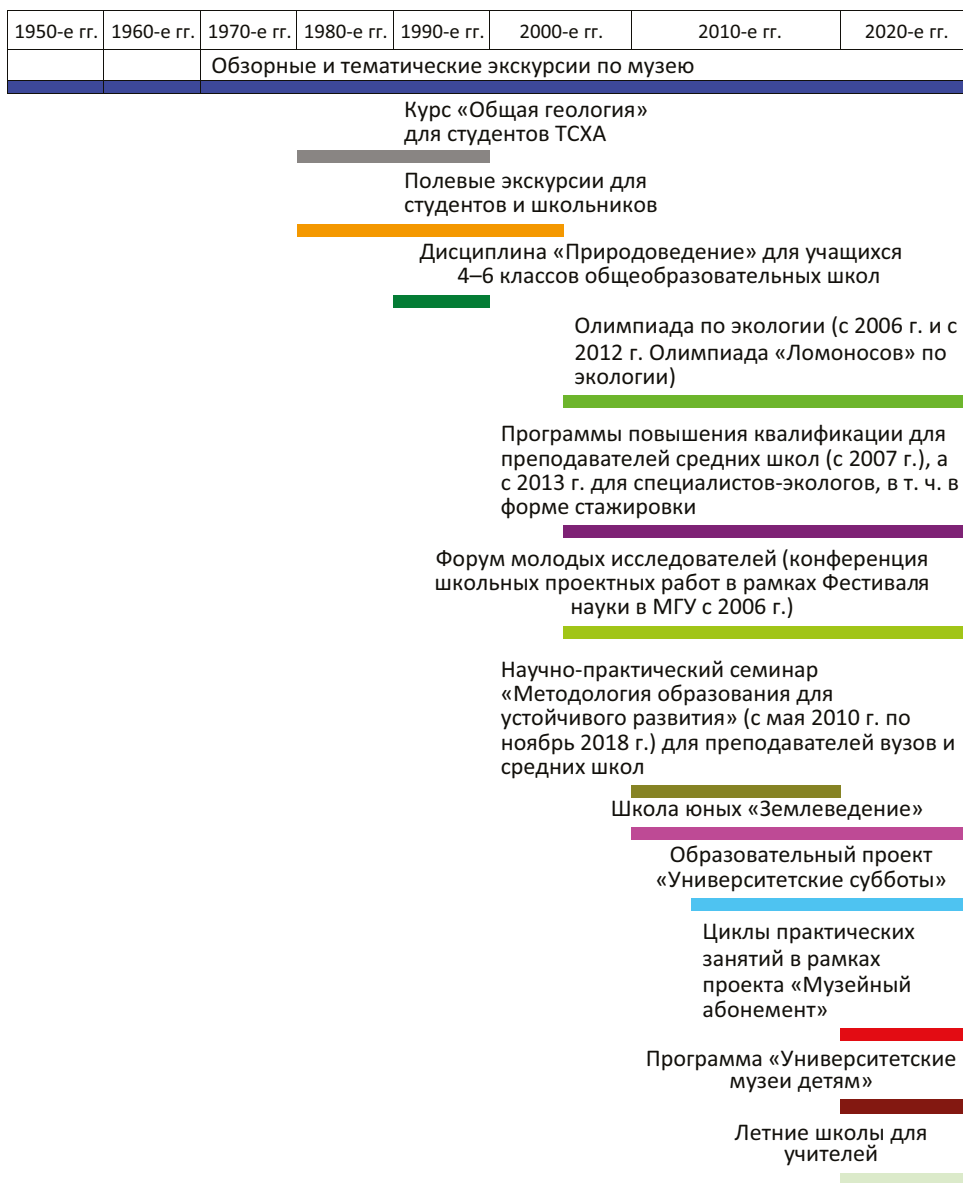 1950-е гг. 1960-е гг. 1970-е гг. 1980-е гг. 1990-е гг. 2000-е гг. 2010-е гг. 2020-е гг.
Обзорные и тематические экскурсии по музею
Курс «Общая геология»
для студентов ТСХА
Полевые экскурсии для
студентов и школьников
Дисциплина «Природоведение» для учащихся
4–6 классов общеобразовательных школ
Олимпиада по экологии (с 2006 г. и с
2012 г. Олимпиада «Ломоносов» по
экологии)
Программы повышения квалификации для
преподавателей средних школ (с 2007 г.), а
с 2013 г. для специалистов-экологов, в т. ч. в
форме стажировки
Форум молодых исследователей (конференция
школьных проектных работ в рамках Фестиваля
науки в МГУ с 2006 г.)
Научно-практический семинар
«Методология образования для
устойчивого развития» (с мая 2010 г. по
ноябрь 2018 г.) для преподавателей вузов и
средних школ
Школа юных «Землеведение»
Образовательный проект
«Университетские субботы»
Циклы практических
занятий в рамках
проекта «Музейный
абонемент»
Программа «Университетские
музеи детям»
Летние школы для
учителей